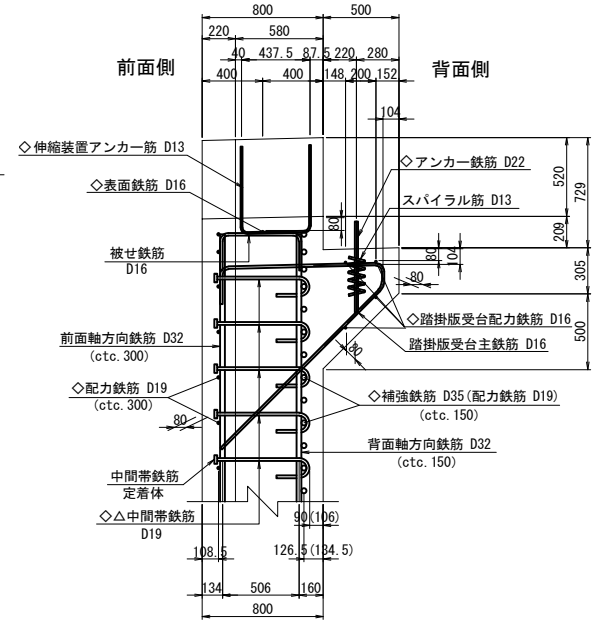 800
500
220
580
40
437.5
87.5
220
280
400
400
148
200
152
104
前面側
背面側
◇伸縮装置アンカー筋 D13
◇アンカー鉄筋 D22
◇表面鉄筋 D16
スパイラル筋 D13
80
520
729
209
被せ鉄筋
D16
80
104
305
80
◇踏掛版受台配力鉄筋 D16
前面軸方向鉄筋 D32
(ctc.300)
踏掛版受台主鉄筋 D16
500
80
◇配力鉄筋 D19
(ctc.300)
◇補強鉄筋 D35(配力鉄筋 D19)
(ctc.150)
80
背面軸方向鉄筋 D32
(ctc.150)
中間帯鉄筋
定着体
◇△中間帯鉄筋
D19
90(106)
108.5
126.5(134.5)
134
506
160
800